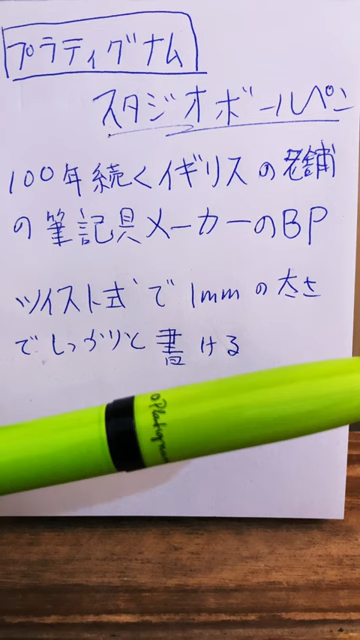 プラティグナム
スタジオボールペン
100年続くイギリスの老舗
の筆記具メーカーのBP
ツイスト式で1mmの太さ
でしっかりと書ける
Platignum